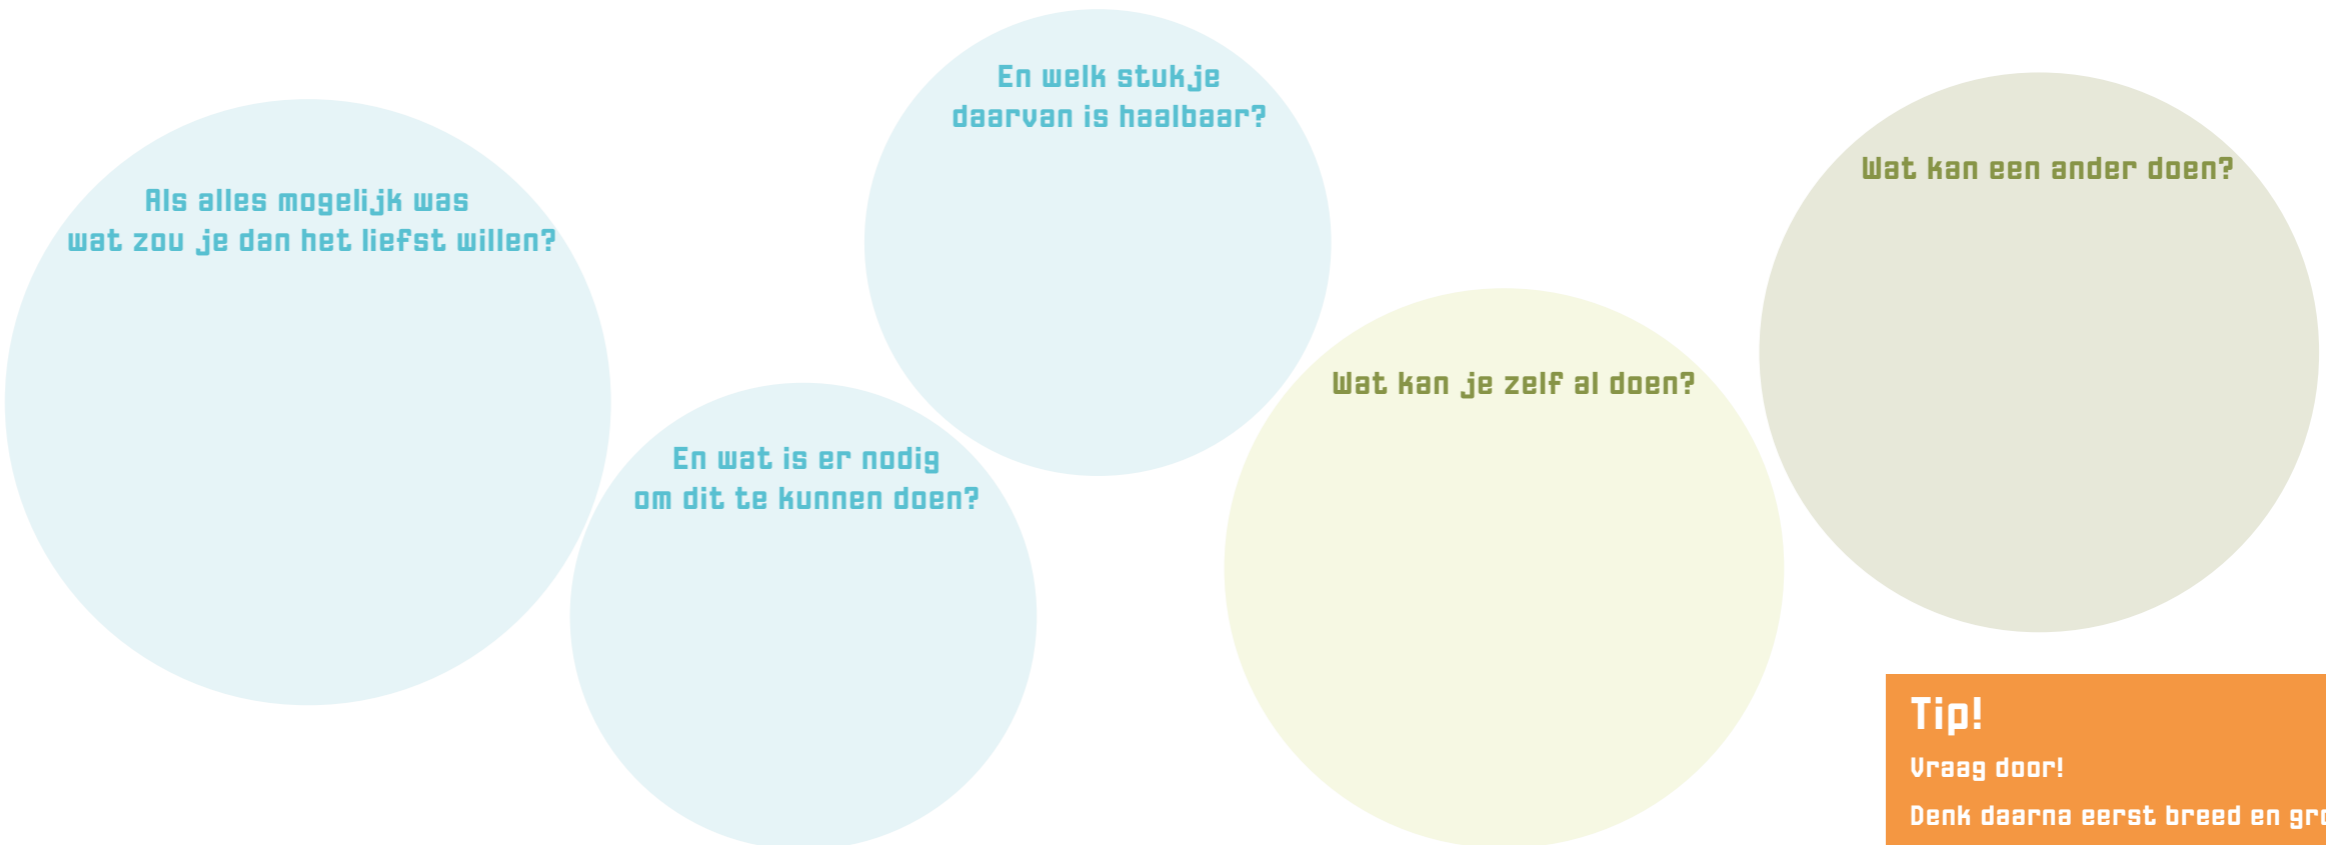 Als alles mogelijk was
wat zou je dan het liefst willen?
En wat is er nodig
om dit te kunnen doen?
En welk stukje
daarvan is haalbaar?
Wat kan je zelf al doen?
Wat kan een ander doen?
Tip!
Vraag door!
Denk daarna eerst breed en